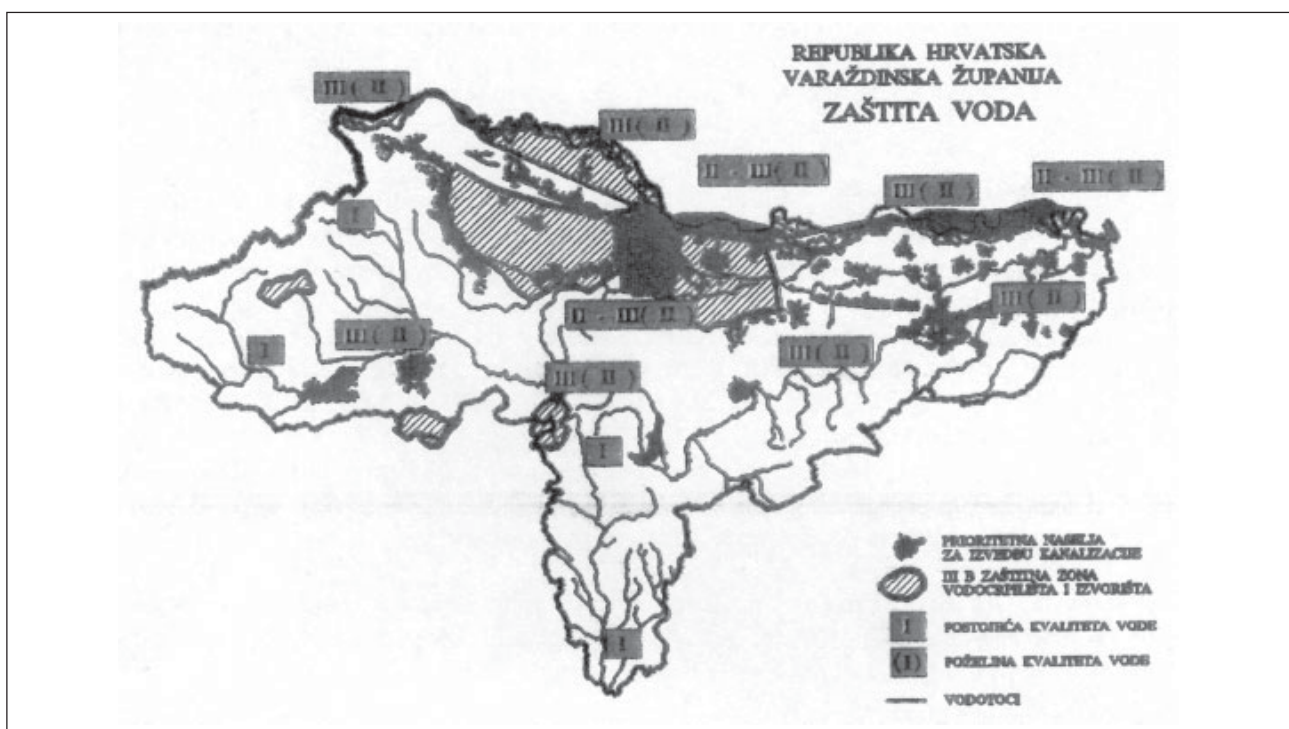 REPUBLIKA HRVATSKA
VARAŽDINSKA ŽUPANIJA
ZAŠTITA VODA
III ( II )
III ( II )
II - III ( II )
III ( II )
II - III ( II )
I
III ( II )
II - III ( II )
III ( II )
I
III ( II )
III ( II )
I
I
PRIORITETNA NASELJA
ZA IZVEDBU KANALIZACIJE
III B ZAŠTITNA ZONA
VODOCRPILIŠTA I IZVORIŠTA
I POSTOJEĆA KVALITETA VODE
(I) POŽELJNA KVALITETA VODE
VODOTOCI